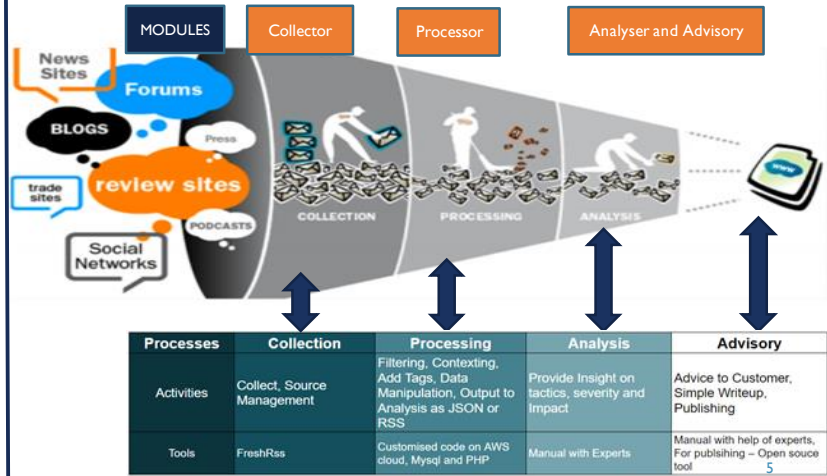 MODULES
Collector
Processor
Analyser and Advisory
News
Sites
Forums
BLOGS
Press
review sites
trade
sites
PODCASTS
Social
Networks
COLLECTION
PROCESSING
ANALYSIS
www
Processes
Collection
Processing
Analysis
Advisory
Activities
Collect, Source
Management
Filtering, Contexting,
Add Tags, Data
Manipulation, Output to
Analysis as JSON or
RSS
Provide Insight on
tactics, severity and
Impact
Advice to Customer,
Simple Writeup,
Publishing
Tools
FreshRss
Customised code on AWS
cloud, Mysql and PHP
Manual with Experts
Manual with help of experts,
For publsihing – Open souce
tool
5